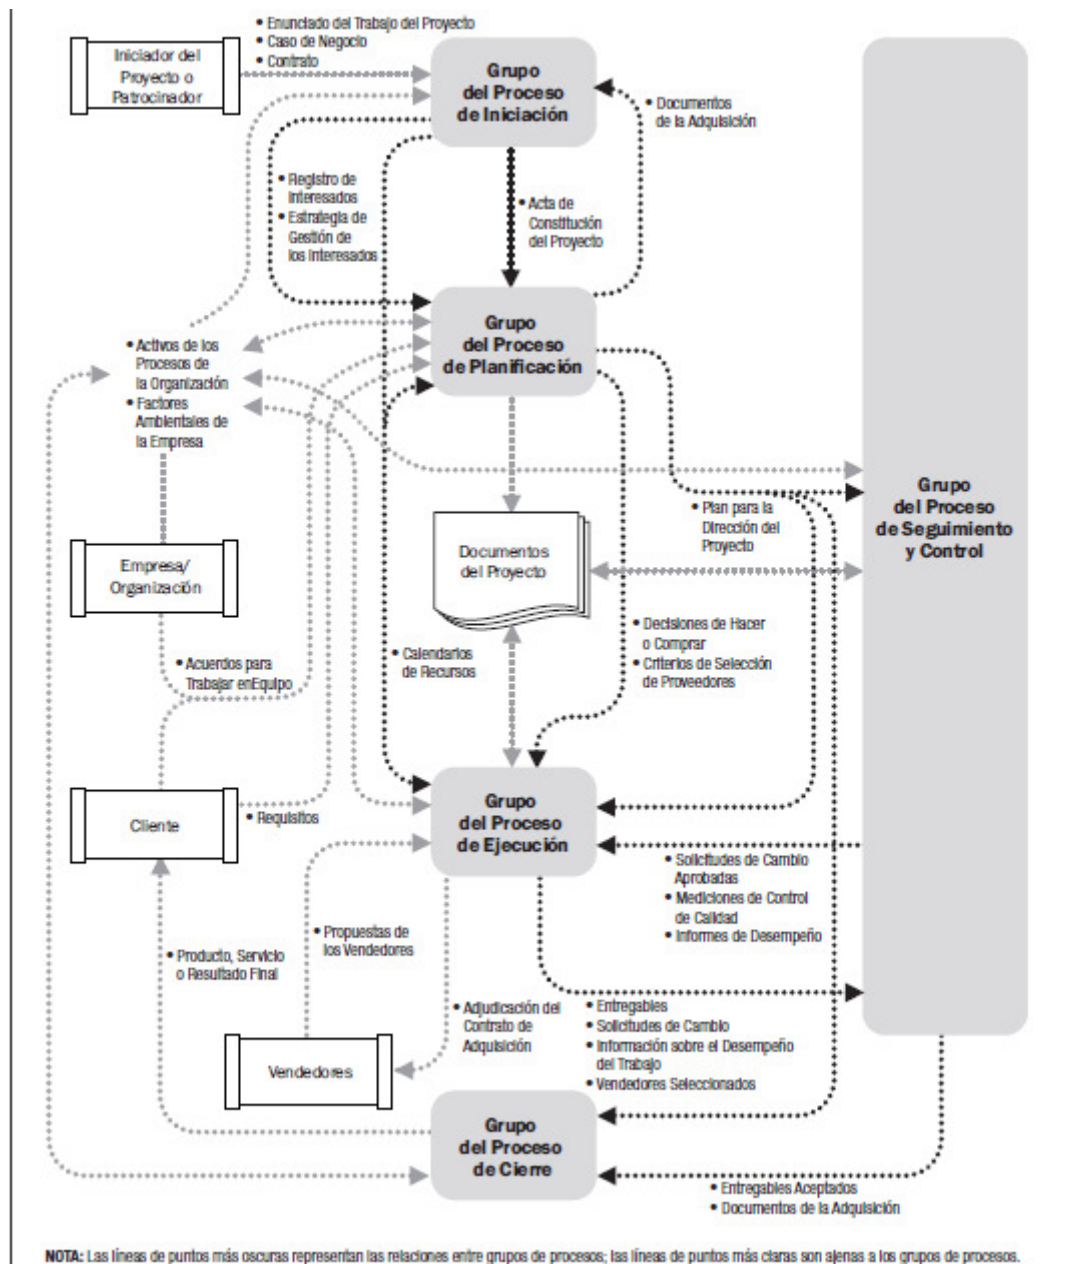 • Enunciado del Trabajo del Proyecto
• Caso de Negocio
• Contrato
Iniciador del
Proyecto o
Patrocinador
Grupo
del Proceso
de Iniciación
• Documentos
de la Adquisición
• Registro de
Interesados
• Estrategia de
Gestión de
los Interesados
• Acta de
Constitución
del Proyecto
Grupo
del Proceso
de Planificación
• Activos de los
Procesos de
la Organización
• Factores
Ambientales de
la Empresa
Grupo
del Proceso
de Seguimiento
y Control
• Plan para la
Dirección del
Proyecto
Documentos
del Proyecto
Empresa/
Organización
• Decisiones de Hacer
o Comprar
• Criterios de Selección
de Proveedores
• Calendarios
de Recursos
• Acuerdos para
Trabajar enEquipo
Grupo
del Proceso
de Ejecución
Cliente
• Requisitos
• Solicitudes de Cambio
Aprobadas
• Mediciones de Control
de Calidad
• Informes de Desempeño
• Propuestas de
los Vendedores
• Producto, Servicio
o Resultado Final
• Adjudicación del
Contrato de
Adquisición
• Entregables
• Solicitudes de Cambio
• Información sobre el Desempeño
del Trabajo
• Vendedores Seleccionados
Vendedores
Grupo
del Proceso
de Cierre
• Entregables Aceptados
• Documentos de la Adquisición
NOTA: Las líneas de puntos más oscuras representan las relaciones entre grupos de procesos; las líneas de puntos más claras son ajenas a los grupos de procesos.